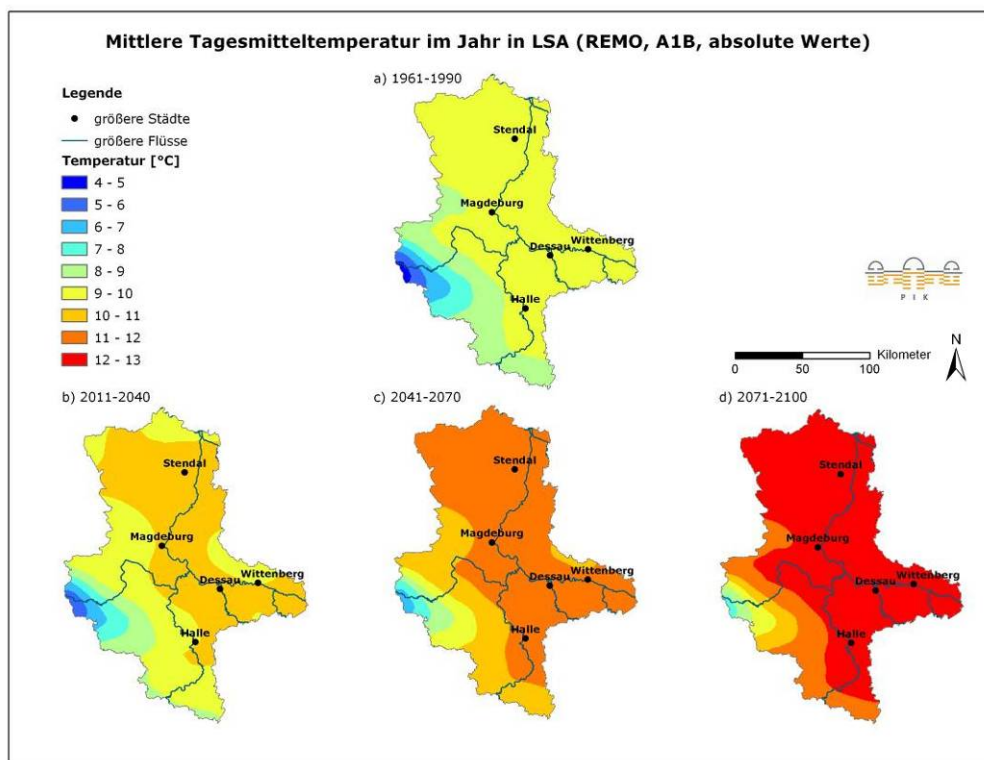 Mittlere Tagesmitteltemperatur im Jahr in LSA (REMO, A1B, absolute Werte)
a) 1961-1990
Legende
größere Städte
größere Flüsse
Temperatur [°C]
4 - 5
5 - 6
6 - 7
7 - 8
8 - 9
9 - 10
10 - 11
11 - 12
12 - 13
Stendal
Magdeburg
Dessau
Wittenberg
Halle
P I K
N
Kilometer
0 50 100
b) 2011-2040
Stendal
Magdeburg
Dessau
Wittenberg
Halle
c) 2041-2070
Stendal
Magdeburg
Dessau
Wittenberg
Halle
d) 2071-2100
Stendal
Magdeburg
Dessau
Wittenberg
Halle